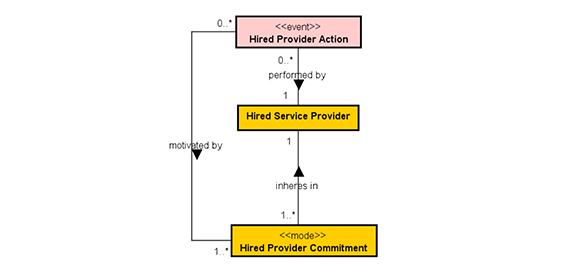 <<event>>
Hired Provider Action
0..*
0..*
performed by
1
Hired Service Provider
1
motivated by
inheres in
1..*
<<mode>>
1..*
Hired Provider Commitment